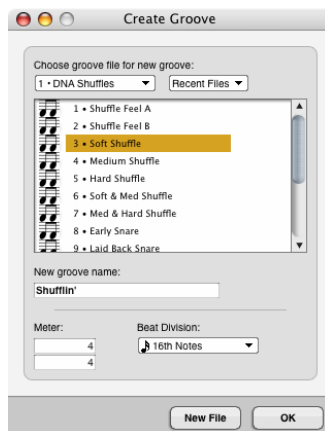 Create Groove
Choose groove file for new groove:
1 • DNA Shuffles Recent Files
1 • Shuffle Feel A
2 • Shuffle Feel B
3 • Soft Shuffle
4 • Medium Shuffle
5 • Hard Shuffle
6 • Soft & Med Shuffle
7 • Med & Hard Shuffle
8 • Early Snare
9 • Laid Back Snare
New groove name:
Shufflin'
Meter: Beat Division:
4 16th Notes
4
New File OK